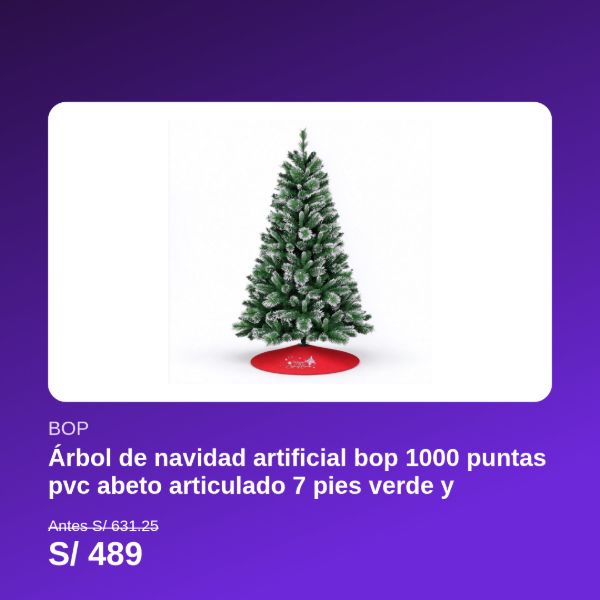 BOP
Árbol de navidad artificial bop 1000 puntas
pvc abeto articulado 7 pies verde y
Antes S/ 631.25
S/ 489